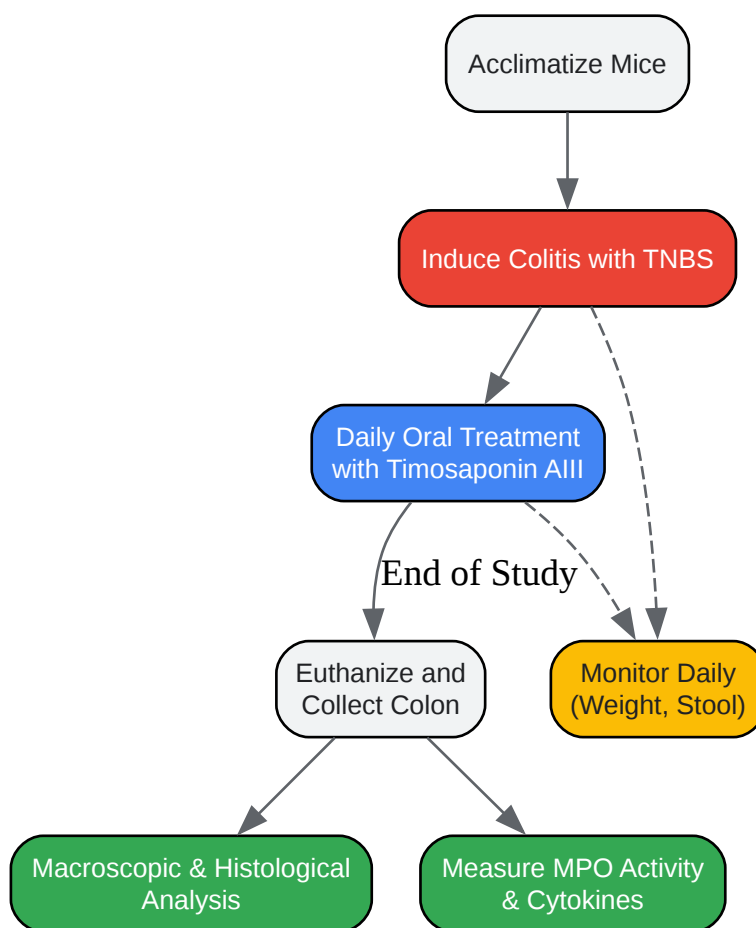 Acclimatize Mice
Induce Colitis with TNBS
Daily Oral Treatment
with Timosaponin AIII
End of Study
Euthanize and
Collect Colon
Monitor Daily
(Weight, Stool)
Macroscopic & Histological
Analysis
Measure MPO Activity
& Cytokines